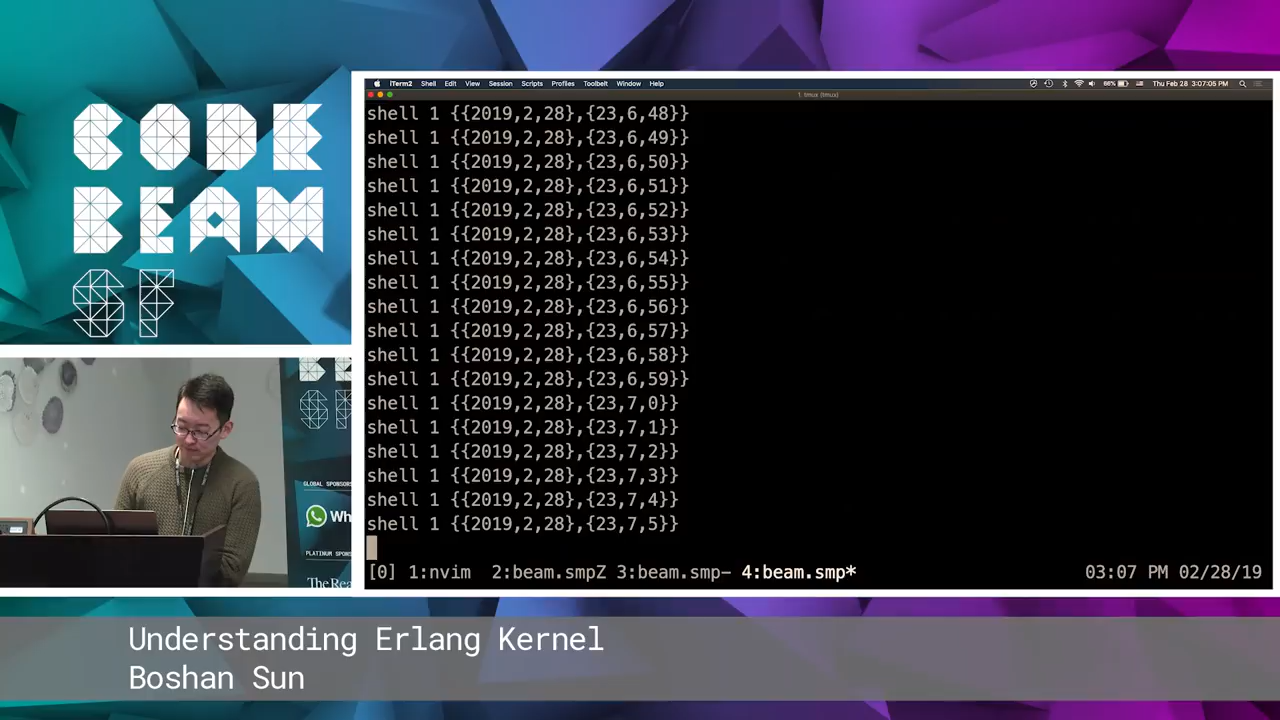 CODE
BEAM
SF
iTerm2 Shell Edit View Session Scripts Profiles Toolbelt Window Help
66% Thu Feb 28 3:07:05 PM
1. tmux (tmux)
shell 1 {{2019,2,28},{23,6,48}}
shell 1 {{2019,2,28},{23,6,49}}
shell 1 {{2019,2,28},{23,6,50}}
shell 1 {{2019,2,28},{23,6,51}}
shell 1 {{2019,2,28},{23,6,52}}
shell 1 {{2019,2,28},{23,6,53}}
shell 1 {{2019,2,28},{23,6,54}}
shell 1 {{2019,2,28},{23,6,55}}
shell 1 {{2019,2,28},{23,6,56}}
shell 1 {{2019,2,28},{23,6,57}}
shell 1 {{2019,2,28},{23,6,58}}
shell 1 {{2019,2,28},{23,6,59}}
shell 1 {{2019,2,28},{23,7,0}}
shell 1 {{2019,2,28},{23,7,1}}
shell 1 {{2019,2,28},{23,7,2}}
shell 1 {{2019,2,28},{23,7,3}}
shell 1 {{2019,2,28},{23,7,4}}
shell 1 {{2019,2,28},{23,7,5}}
[0] 1:nvim 2:beam.smpZ 3:beam.smp- 4:beam.smp* 03:07 PM 02/28/19
GLOBAL SPONSORS
Wh
PLATINUM SPONS
The Rea
Understanding Erlang Kernel
Boshan Sun